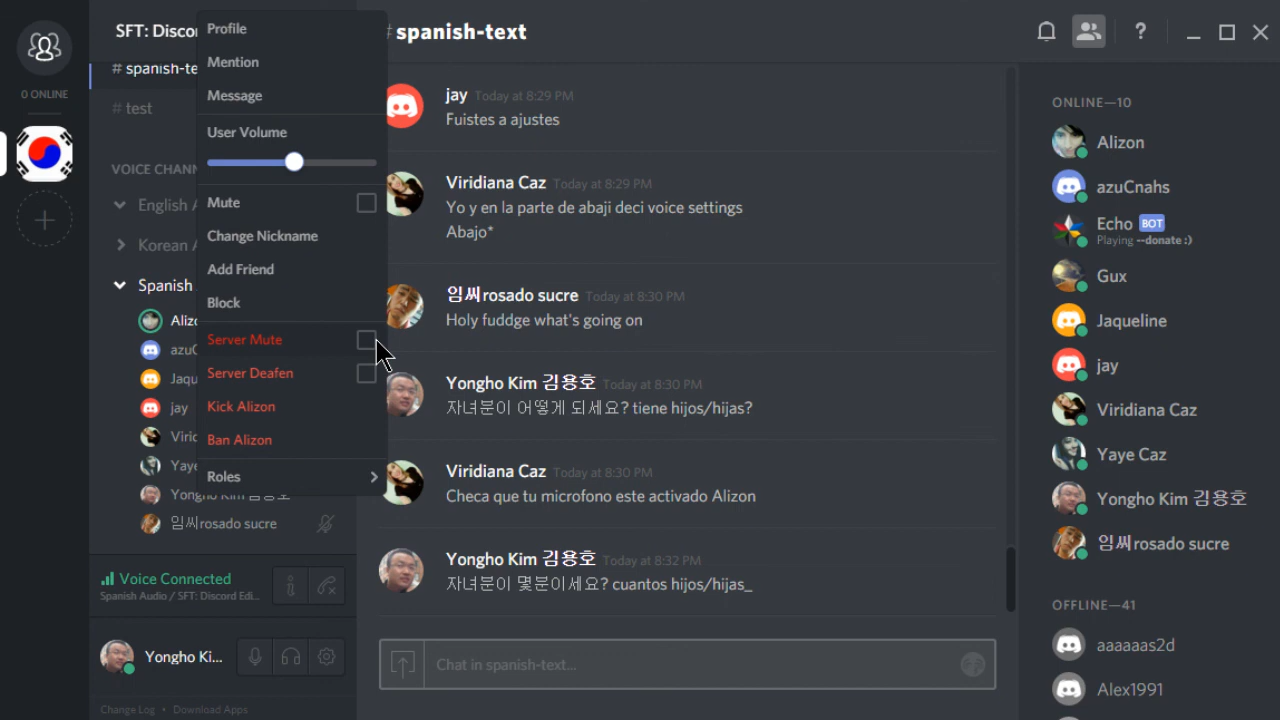 0 ONLINE
SFT: Discor
# spanish-te
# test
VOICE CHANN
English A
Korean A
Spanish
Alizo
azuC
Jaqu
jay
Virid
Yaye
Yongho Kim 김용호
임씨rosado sucre
Voice Connected
Spanish Audio / SFT: Discord Edi...
Yongho Ki...
Change Log • Download Apps
Profile
Mention
Message
User Volume
Mute
Change Nickname
Add Friend
Block
Server Mute
Server Deafen
Kick Alizon
Ban Alizon
Roles
# spanish-text
jay Today at 8:29 PM
Fuistes a ajustes
Viridiana Caz Today at 8:29 PM
Yo y en la parte de abaji deci voice settings
Abajo*
임씨rosado sucre Today at 8:30 PM
Holy fuddge what's going on
Yongho Kim 김용호 Today at 8:30 PM
자녀분이 어떻게 되세요? tiene hijos/hijas?
Viridiana Caz Today at 8:30 PM
Checa que tu microfono este activado Alizon
Yongho Kim 김용호 Today at 8:32 PM
자녀분이 몇분이세요? cuantos hijos/hijas_
Chat in spanish-text...
ONLINE—10
Alizon
azuCnahs
Echo BOT
Playing --donate :)
Gux
Jaqueline
jay
Viridiana Caz
Yaye Caz
Yongho Kim 김용호
임씨rosado sucre
OFFLINE—41
aaaaaas2d
Alex1991